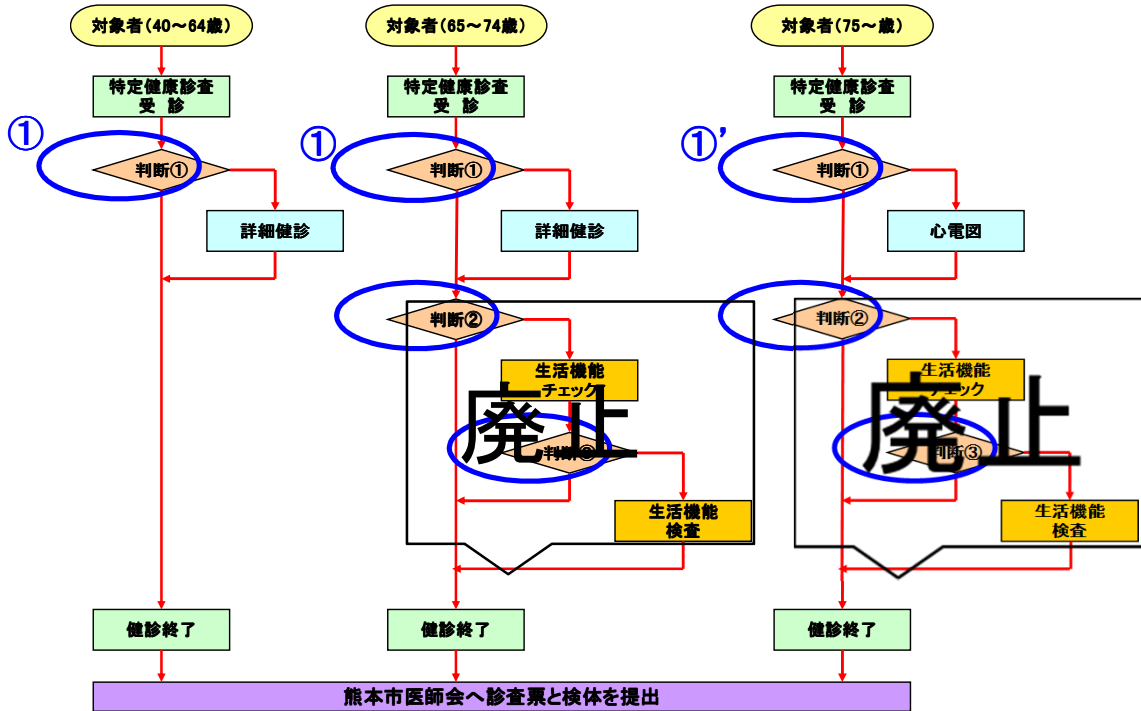 対象者(40～64歳)
対象者(65～74歳)
対象者(75～歳)
特定健康診査
受 診
特定健康診査
受 診
特定健康診査
受 診
①
①
①’
判断①
判断①
判断①
詳細健診
詳細健診
心電図
判断②
判断②
生活機能
チェック
生活機能
チェック
廃止
廃止
判断③
判断③
生活機能
検査
生活機能
検査
健診終了
健診終了
健診終了
熊本市医師会へ診査票と検体を提出